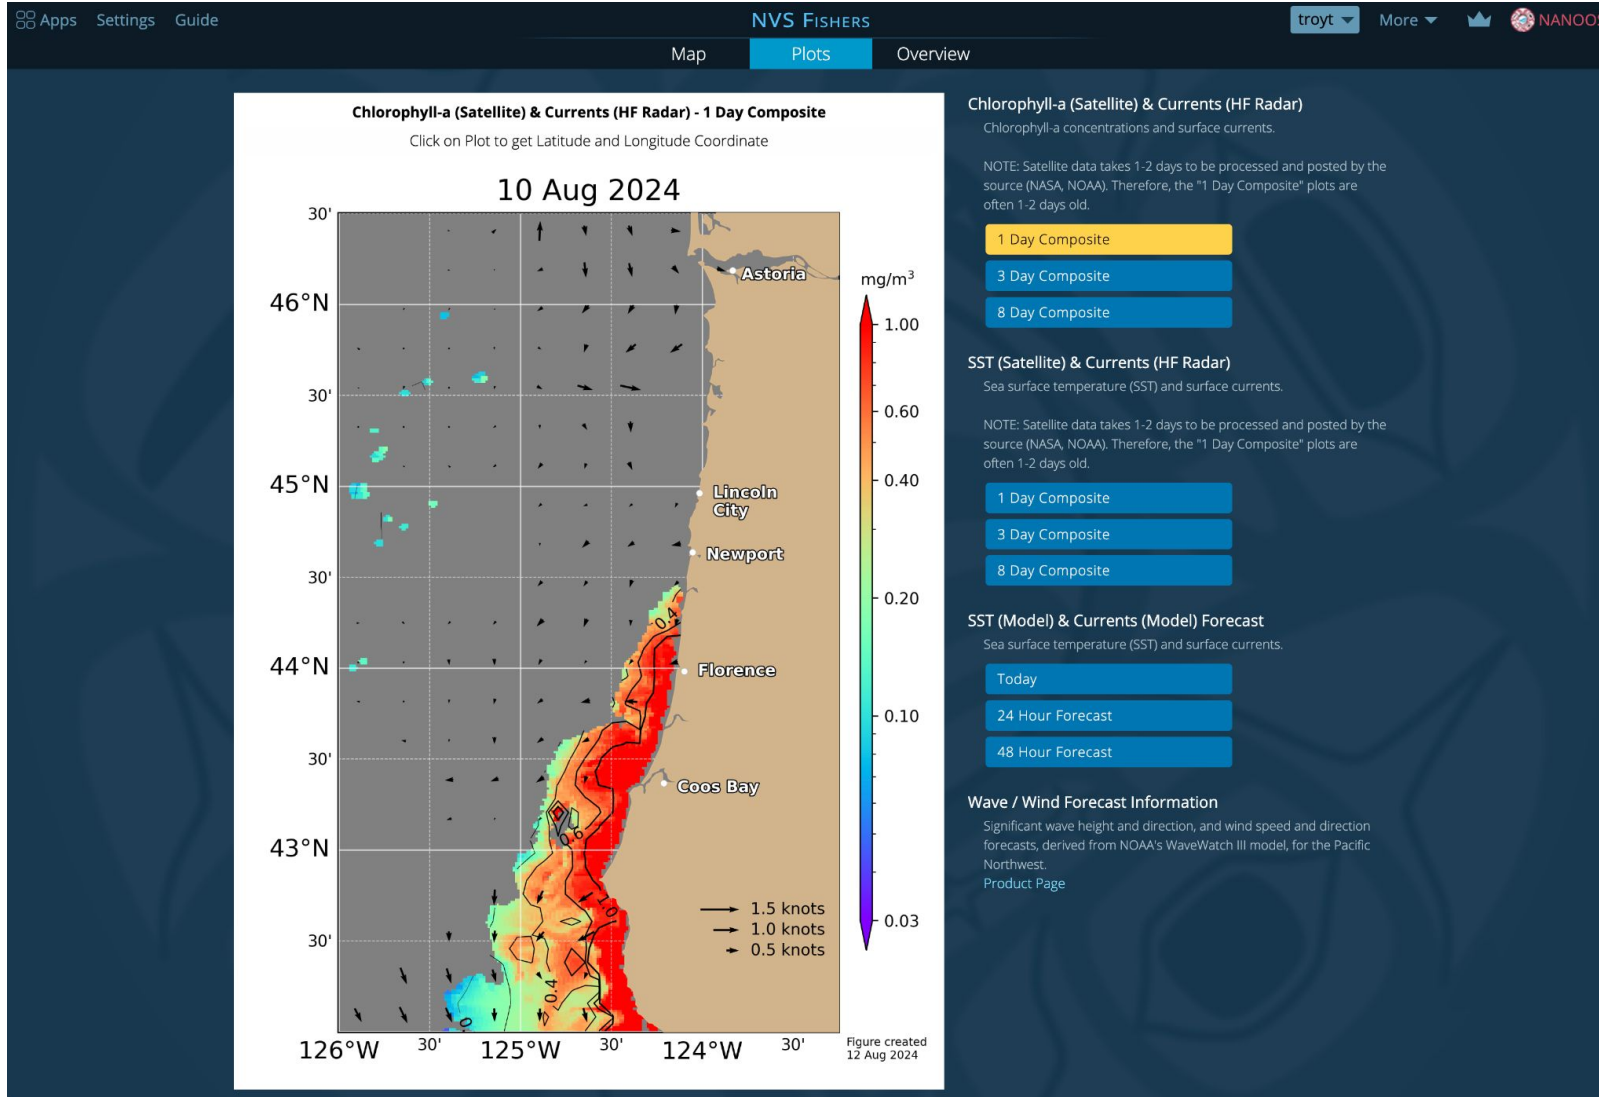 Apps Settings Guide
NVS FISHERS
troyt More
Map Plots Overview
Chlorophyll-a (Satellite) & Currents (HF Radar) - 1 Day Composite
Click on Plot to get Latitude and Longitude Coordinate
10 Aug 2024
30'
46°N
30'
45°N
30'
44°N
30'
43°N
30'
126°W 30' 125°W 30' 124°W 30'
Astoria
Lincoln
City
Newport
Florence
Coos Bay
0.4
0.6
1.0
0.4
1.5 knots
1.0 knots
0.5 knots
mg/m³
1.00
0.60
0.40
0.20
0.10
0.03
Figure created
12 Aug 2024
Chlorophyll-a (Satellite) & Currents (HF Radar)
Chlorophyll-a concentrations and surface currents.
NOTE: Satellite data takes 1-2 days to be processed and posted by the
source (NASA, NOAA). Therefore, the "1 Day Composite" plots are
often 1-2 days old.
1 Day Composite
3 Day Composite
8 Day Composite
SST (Satellite) & Currents (HF Radar)
Sea surface temperature (SST) and surface currents.
NOTE: Satellite data takes 1-2 days to be processed and posted by the
source (NASA, NOAA). Therefore, the "1 Day Composite" plots are
often 1-2 days old.
1 Day Composite
3 Day Composite
8 Day Composite
SST (Model) & Currents (Model) Forecast
Sea surface temperature (SST) and surface currents.
Today
24 Hour Forecast
48 Hour Forecast
Wave / Wind Forecast Information
Significant wave height and direction, and wind speed and direction
forecasts, derived from NOAA's WaveWatch III model, for the Pacific
Northwest.
Product Page